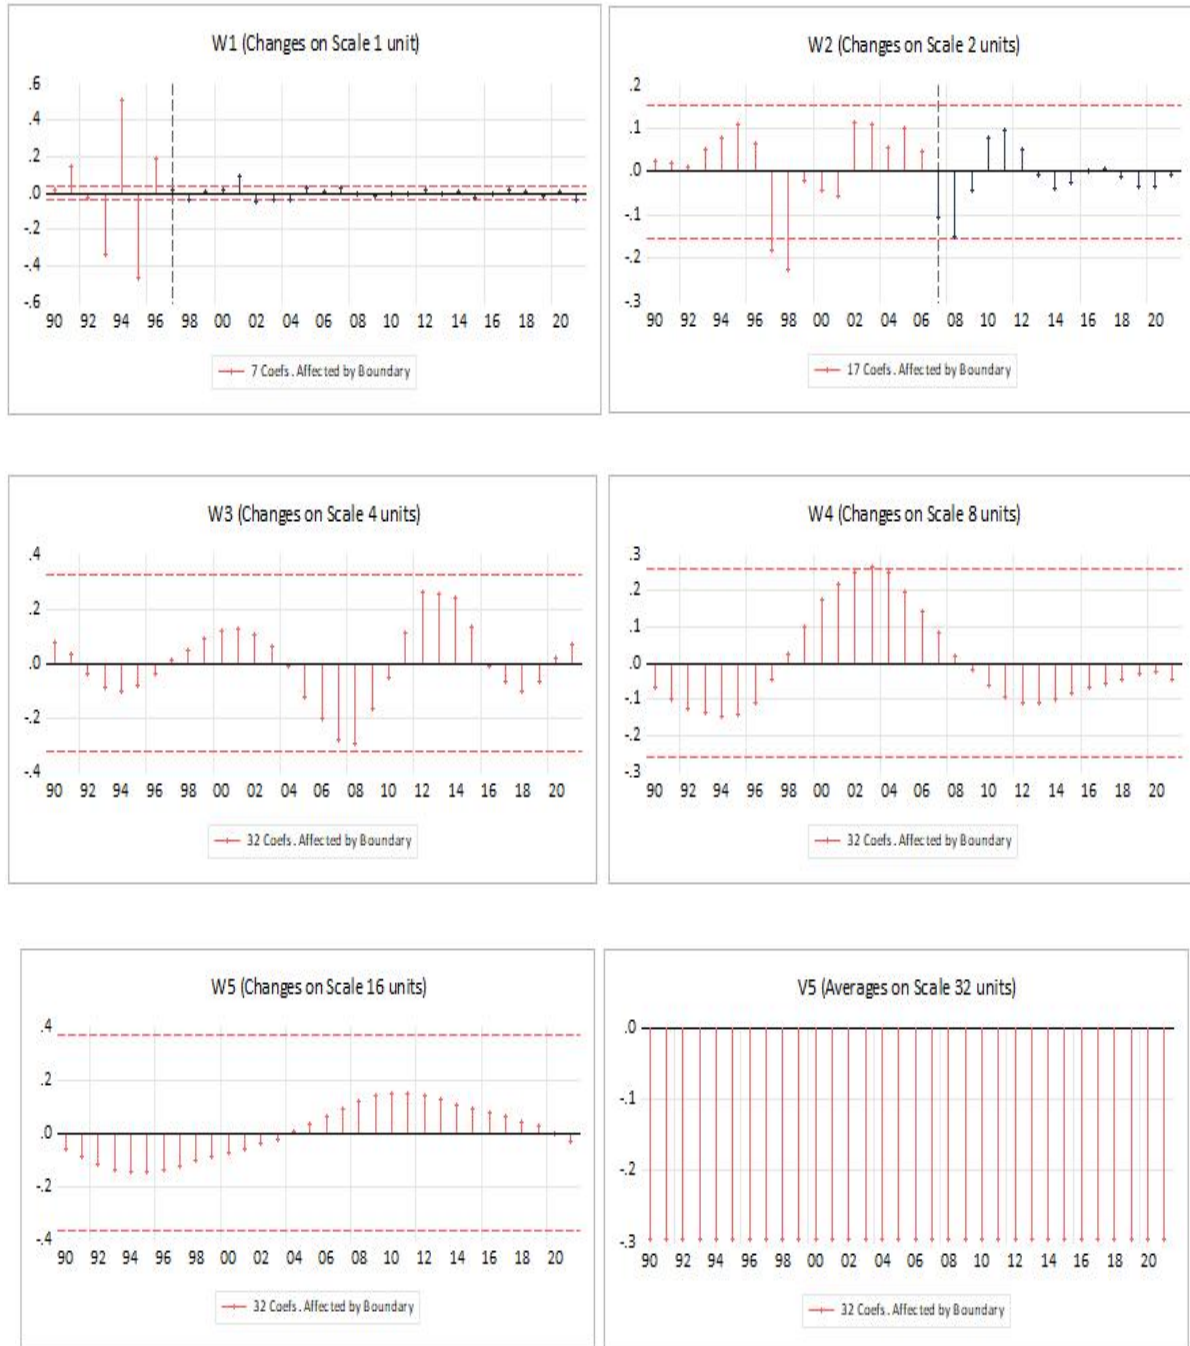 W1 (Changes on Scale 1 unit)
.6
.4
.2
.0
-.2
-.4
-.6
90 92 94 96 98 00 02 04 06 08 10 12 14 16 18 20
7 Coefs. Affected by Boundary
W2 (Changes on Scale 2 units)
.2
.1
.0
-.1
-.2
-.3
90 92 94 96 98 00 02 04 06 08 10 12 14 16 18 20
17 Coefs. Affected by Boundary
W3 (Changes on Scale 4 units)
.4
.2
.0
-.2
-.4
90 92 94 96 98 00 02 04 06 08 10 12 14 16 18 20
32 Coefs. Affected by Boundary
W4 (Changes on Scale 8 units)
.3
.2
.1
.0
-.1
-.2
-.3
90 92 94 96 98 00 02 04 06 08 10 12 14 16 18 20
32 Coefs. Affected by Boundary
W5 (Changes on Scale 16 units)
.4
.2
.0
-.2
-.4
90 92 94 96 98 00 02 04 06 08 10 12 14 16 18 20
32 Coefs. Affected by Boundary
V5 (Averages on Scale 32 units)
.0
-.1
-.2
-.3
90 92 94 96 98 00 02 04 06 08 10 12 14 16 18 20
32 Coefs. Affected by Boundary